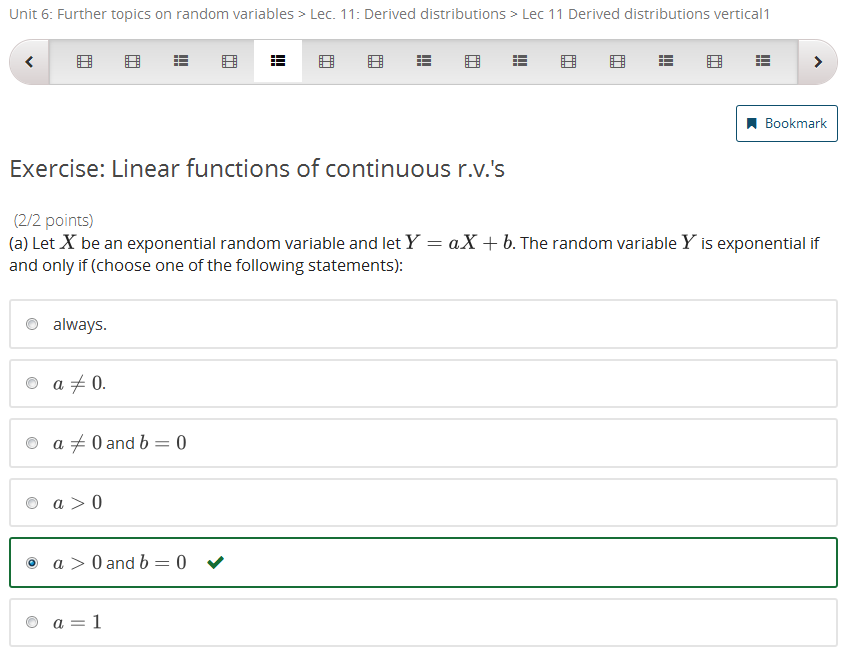 Unit 6: Further topics on random variables > Lec. 11: Derived distributions > Lec 11 Derived distributions vertical1
Bookmark
Exercise: Linear functions of continuous r.v.'s
(2/2 points)
(a) Let X be an exponential random variable and let Y = aX + b. The random variable Y is exponential if
and only if (choose one of the following statements):
always.
a ≠ 0.
a ≠ 0 and b = 0
a > 0
a > 0 and b = 0
a = 1